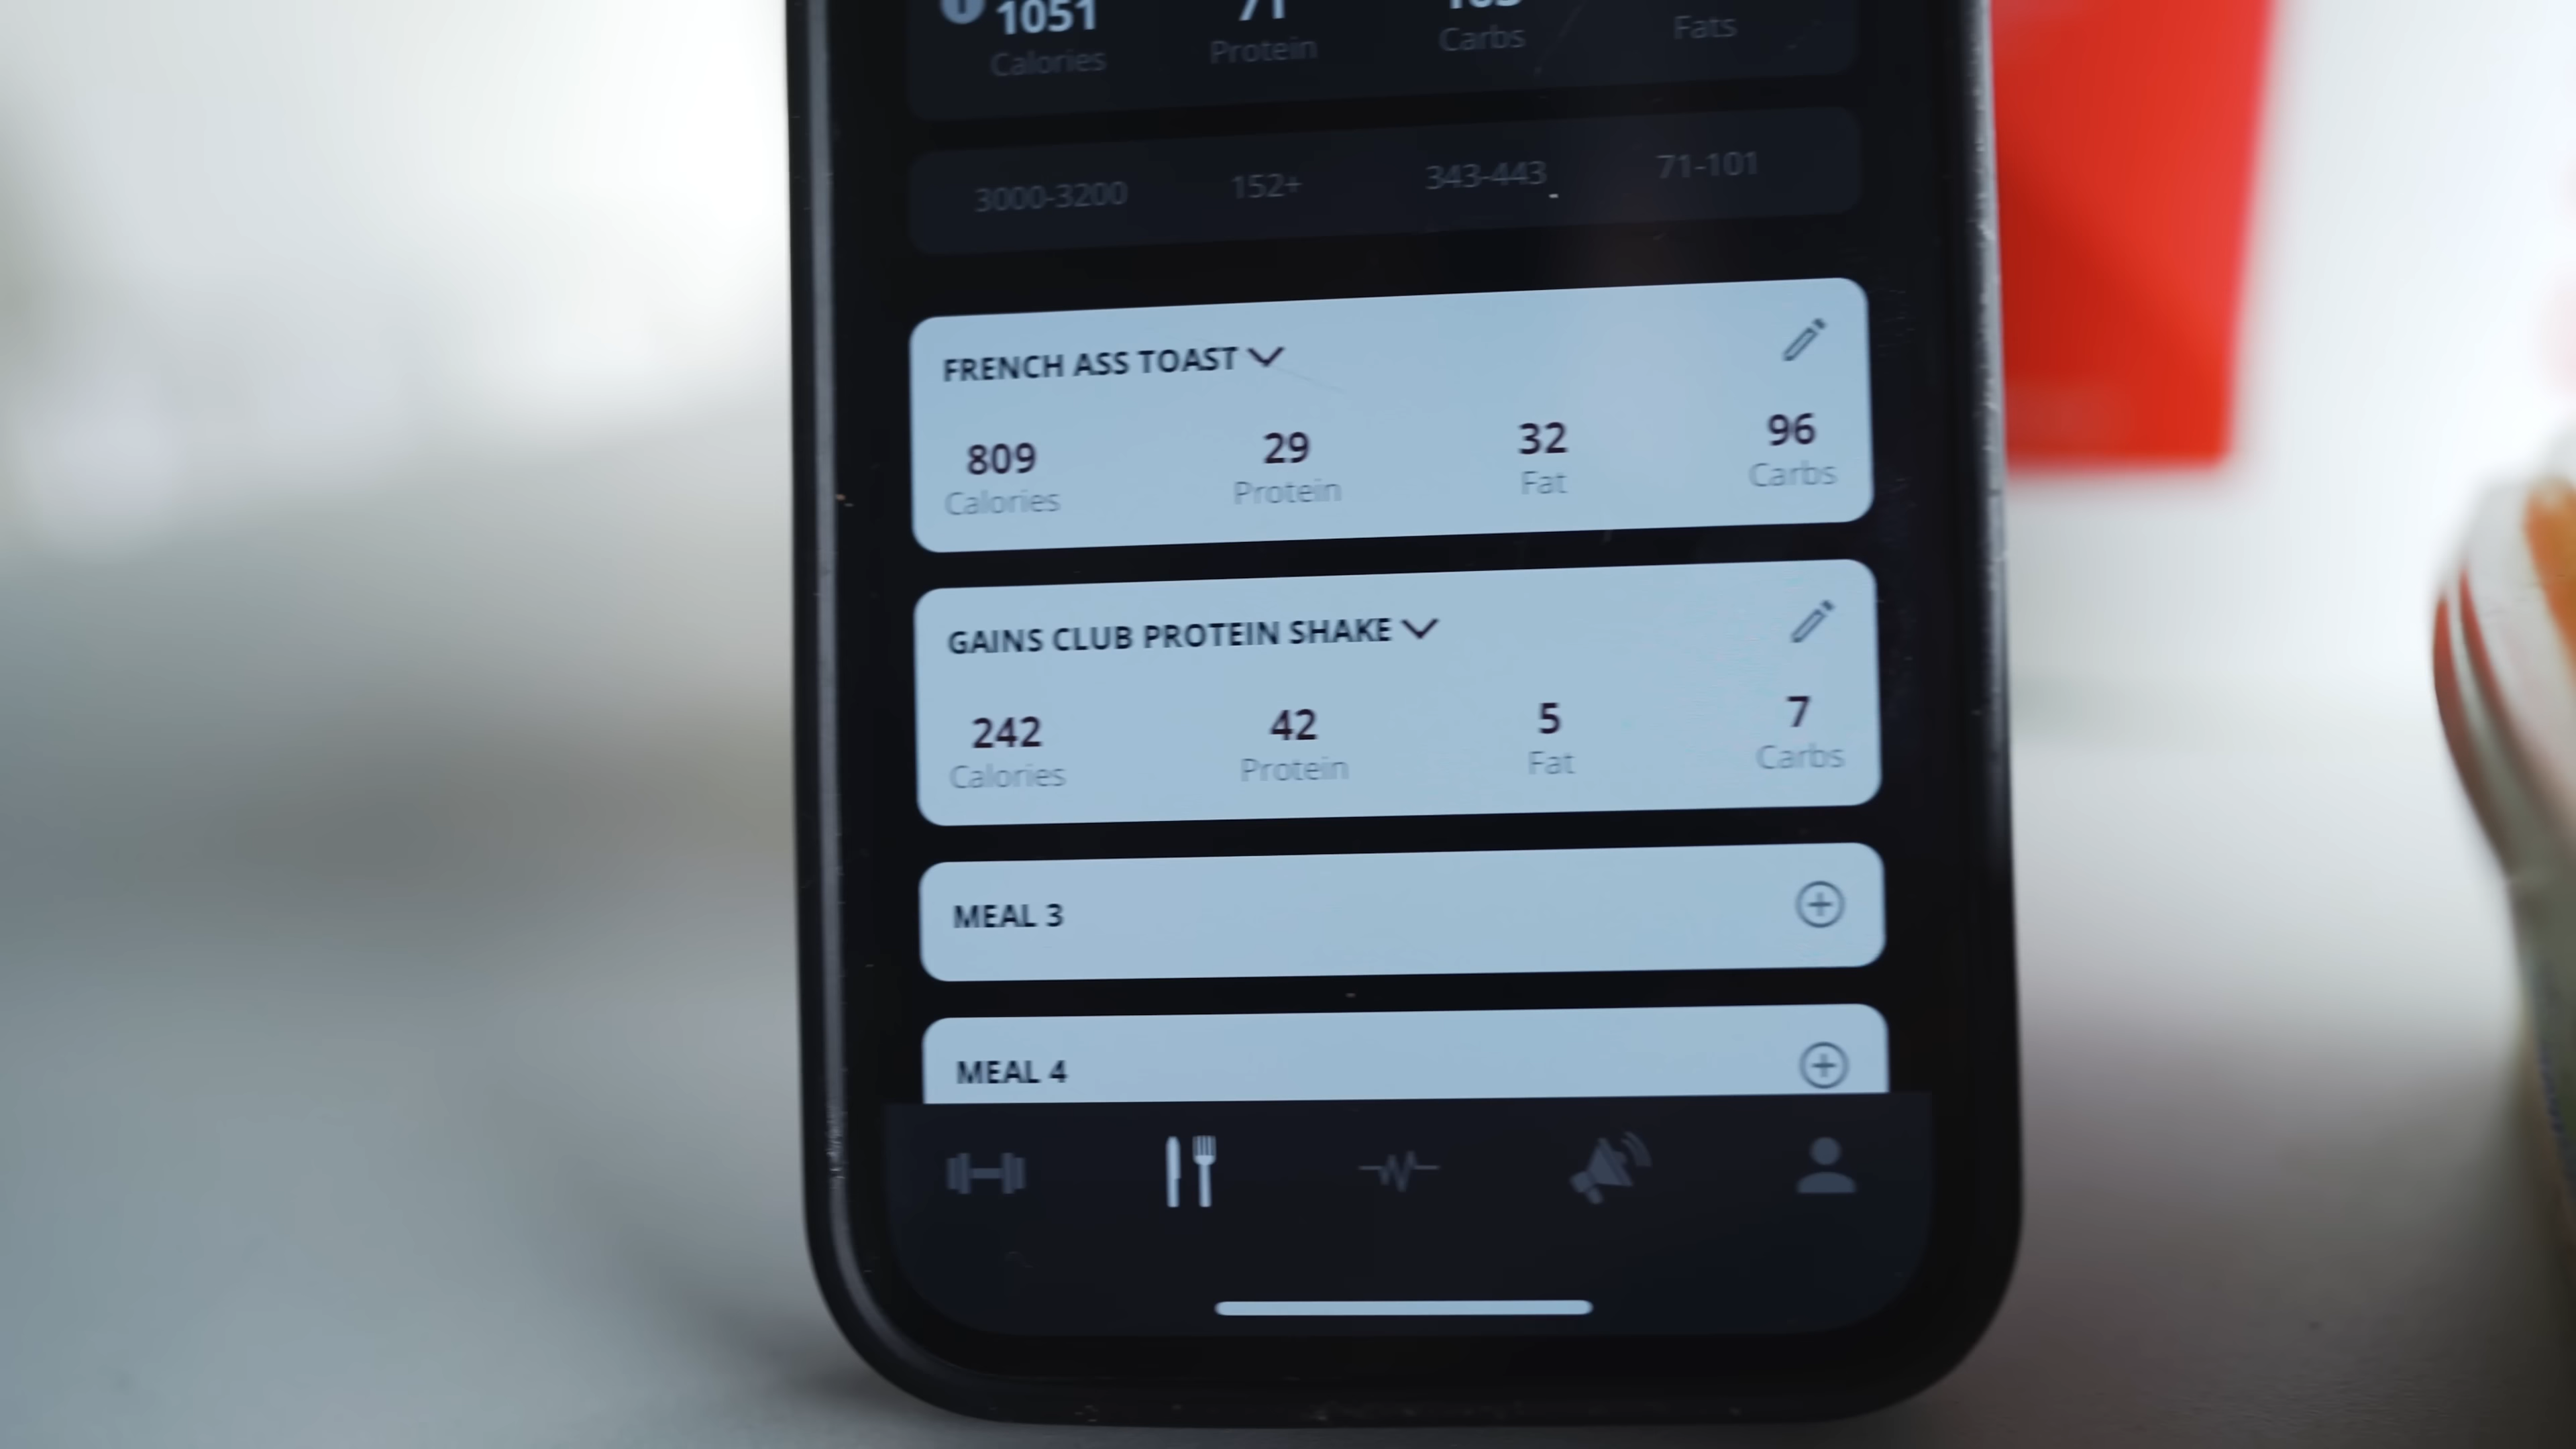 1051 71 103
Calories Protein Carbs Fats
3000-3200 152+ 343-443 71-101
FRENCH ASS TOAST
809 29 32 96
Calories Protein Fat Carbs
GAINS CLUB PROTEIN SHAKE
242 42 5 7
Calories Protein Fat Carbs
MEAL 3
MEAL 4